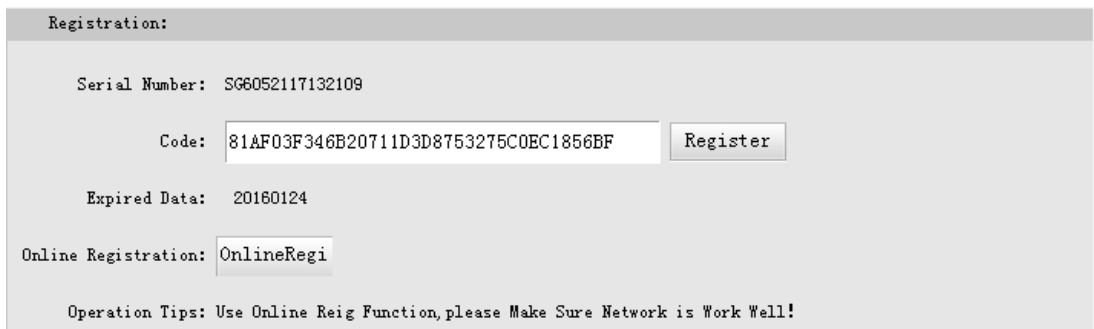 Registration:
Serial Number: SG6052117132109
Code: 81AF03F346B20711D3D8753275C0EC1856BF Register
Expired Data: 20160124
Online Registration: OnlineRegi
Operation Tips: Use Online Reig Function,please Make Sure Network is Work Well!